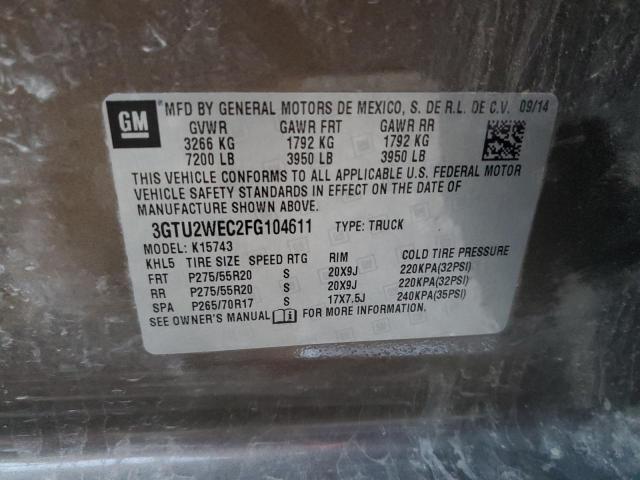 GM MFD BY GENERAL MOTORS DE MEXICO, S. DE R.L. DE C.V. 09/14
GVWR GAWR FRT GAWR RR
3266 KG 1792 KG 1792 KG
7200 LB 3950 LB 3950 LB
THIS VEHICLE CONFORMS TO ALL APPLICABLE U.S. FEDERAL MOTOR
VEHICLE SAFETY STANDARDS IN EFFECT ON THE DATE OF
MANUFACTURE SHOWN ABOVE.
3GTU2WEC2FG104611 TYPE: TRUCK
MODEL: K15743
KHL5 TIRE SIZE SPEED RTG RIM COLD TIRE PRESSURE
FRT P275/55R20 S 20X9J 220KPA(32PSI)
RR P275/55R20 S 20X9J 220KPA(32PSI)
SPA P265/70R17 S 17X7.5J 240KPA(35PSI)
SEE OWNER'S MANUAL FOR MORE INFORMATION.